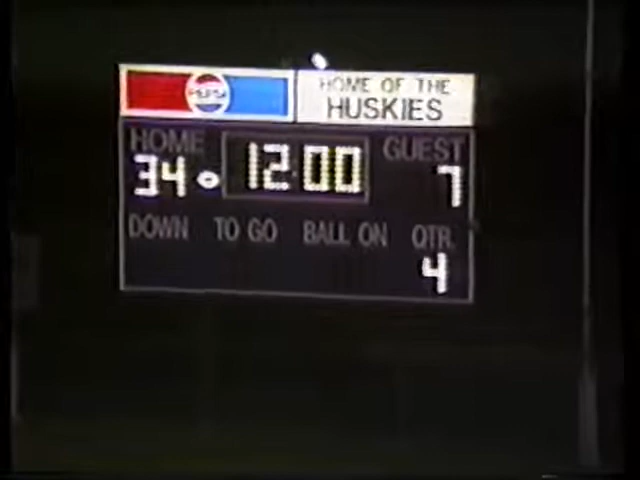 PEPSI
HOME OF THE
HUSKIES
HOME
GUEST
34
12:00
7
DOWN TO GO BALL ON QTR.
4